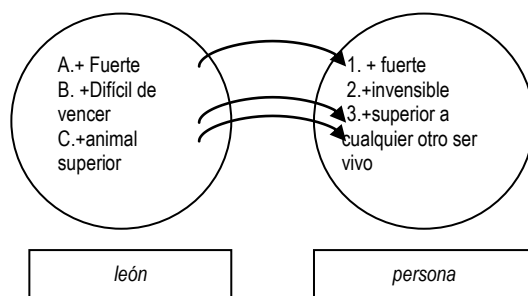 A.+ Fuerte
B. +Difícil de
vencer
C.+animal
superior
1. + fuerte
2.+invensible
3.+superior a
cualquier otro ser
vivo
león
persona